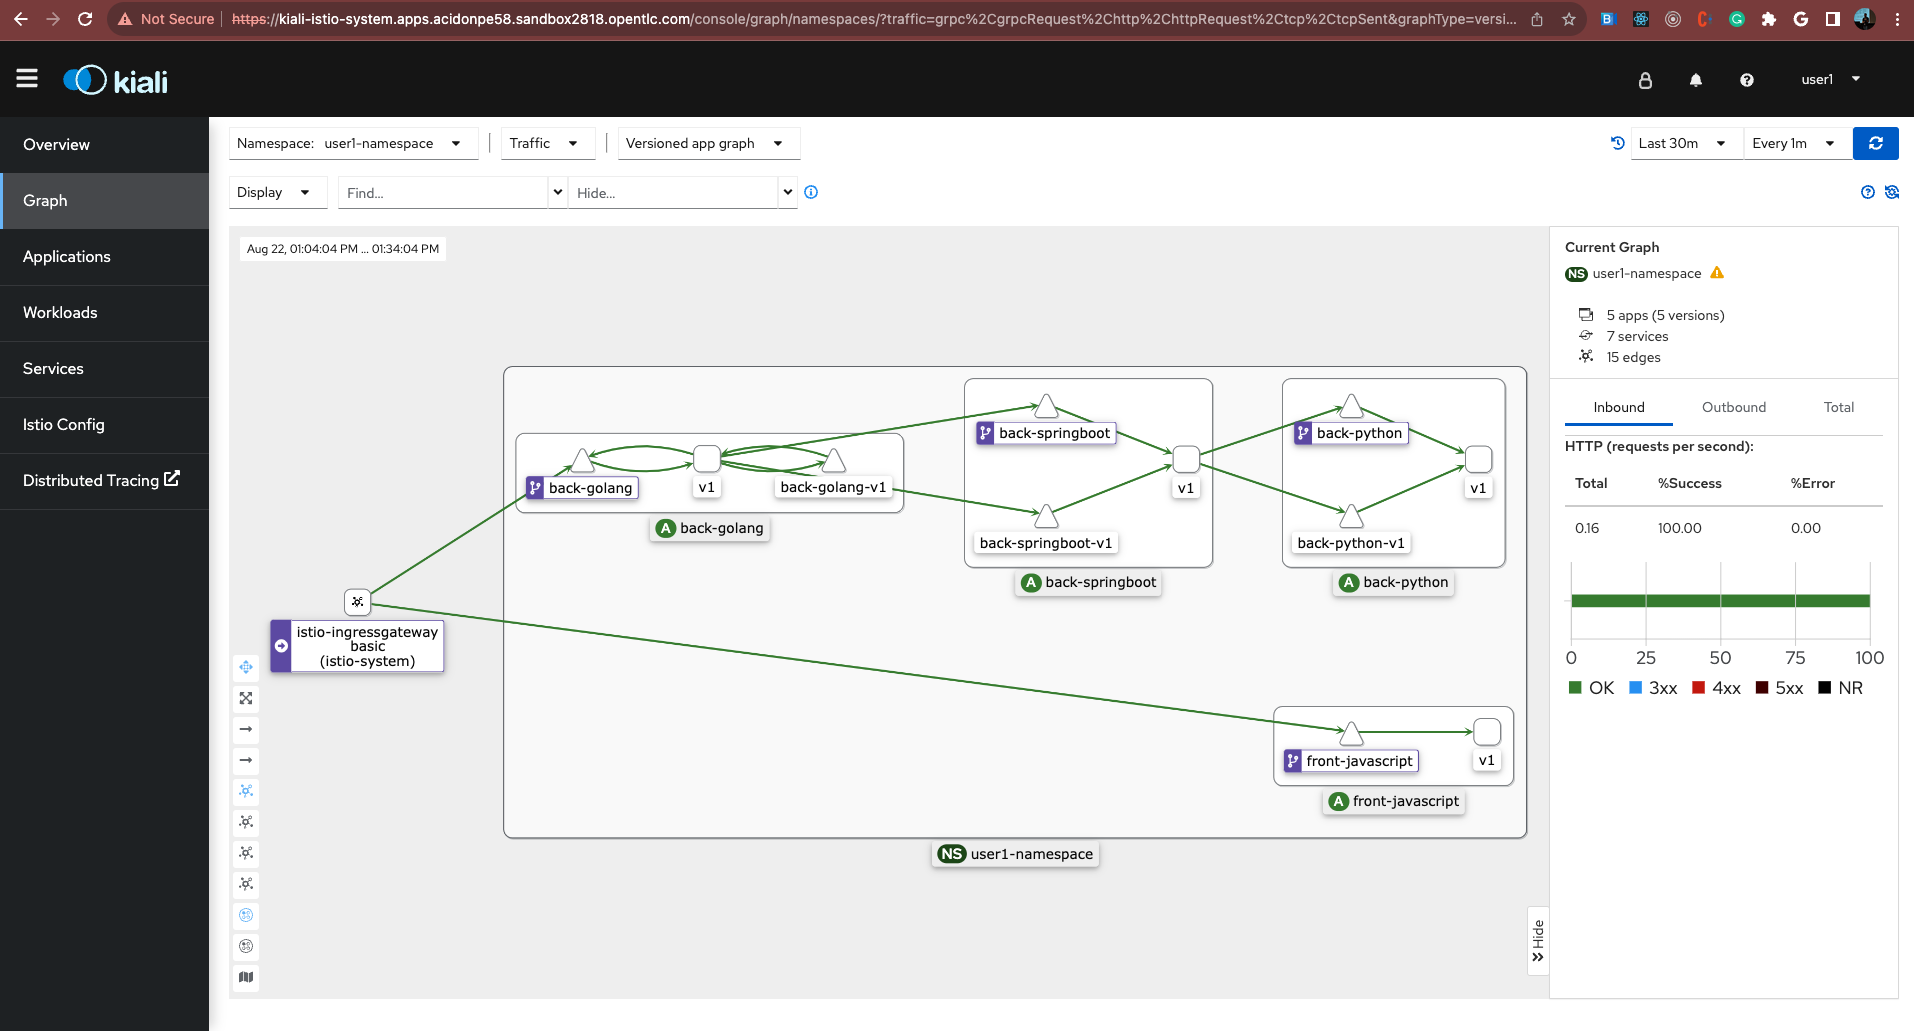 Not Secure
https://kiali-istio-system.apps.acidonpe58.sandbox2818.opentlc.com/console/graph/namespaces/?traffic=grpc%2CgrpcRequest%2Chttp%2ChttpRequest%2Ctcp%2CtcpSent&graphType=versi...
kiali
user1
Overview
Graph
Applications
Workloads
Services
Istio Config
Distributed Tracing
Namespace: user1-namespace
Traffic
Versioned app graph
Last 30m
Every 1m
Display
Find...
Hide...
Aug 22, 01:04:04 PM ... 01:34:04 PM
back-golang
v1
back-golang-v1
A back-golang
back-springboot
v1
back-springboot-v1
A back-springboot
back-python
v1
back-python-v1
A back-python
istio-ingressgateway
basic
(istio-system)
front-javascript
v1
A front-javascript
NS user1-namespace
Hide
Current Graph
NS user1-namespace
5 apps (5 versions)
7 services
15 edges
Inbound
Outbound
Total
HTTP (requests per second):
Total %Success %Error
0.16 100.00 0.00
0 25 50 75 100
OK 3xx 4xx 5xx NR